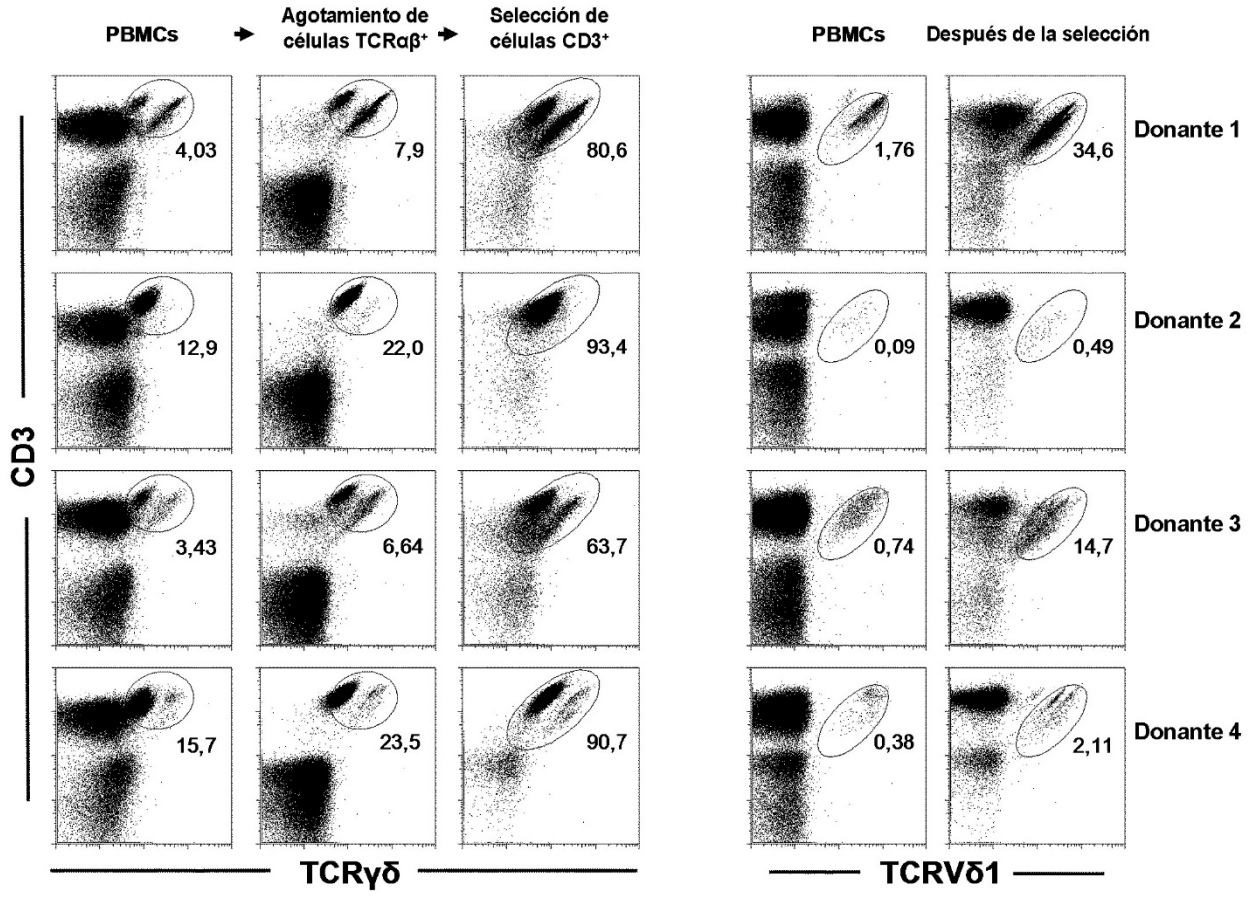 PBMCs
Agotamiento de
células TCRαβ⁺
Selección de
células CD3⁺
PBMCs
Después de la selección
4,03
7,9
80,6
1,76
34,6
Donante 1
12,9
22,0
93,4
0,09
0,49
Donante 2
3,43
6,64
63,7
0,74
14,7
Donante 3
15,7
23,5
90,7
0,38
2,11
Donante 4
CD3
TCRγδ
TCRVδ1